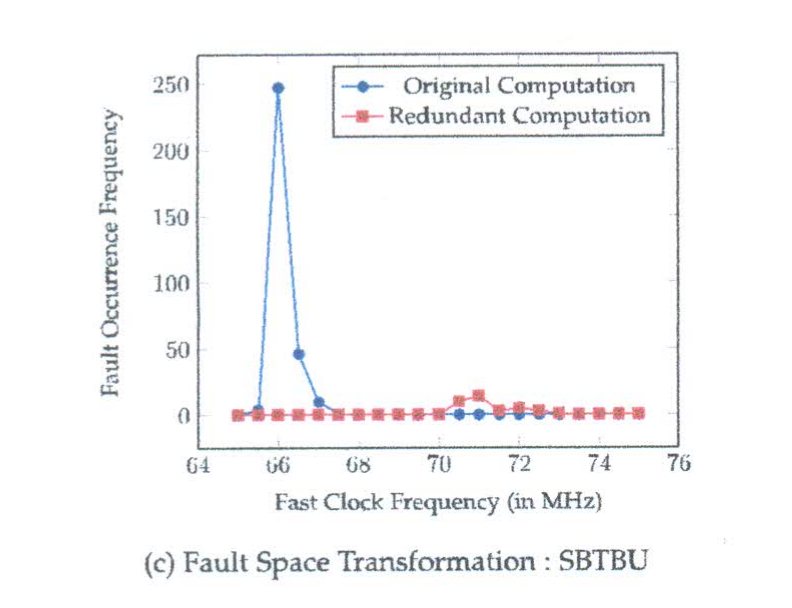 Original Computation
Redundant Computation
Fault Occurrence Frequency
250
200
150
100
50
0
64 66 68 70 72 74 76
Fast Clock Frequency (in MHz)
(c) Fault Space Transformation : SBTBU